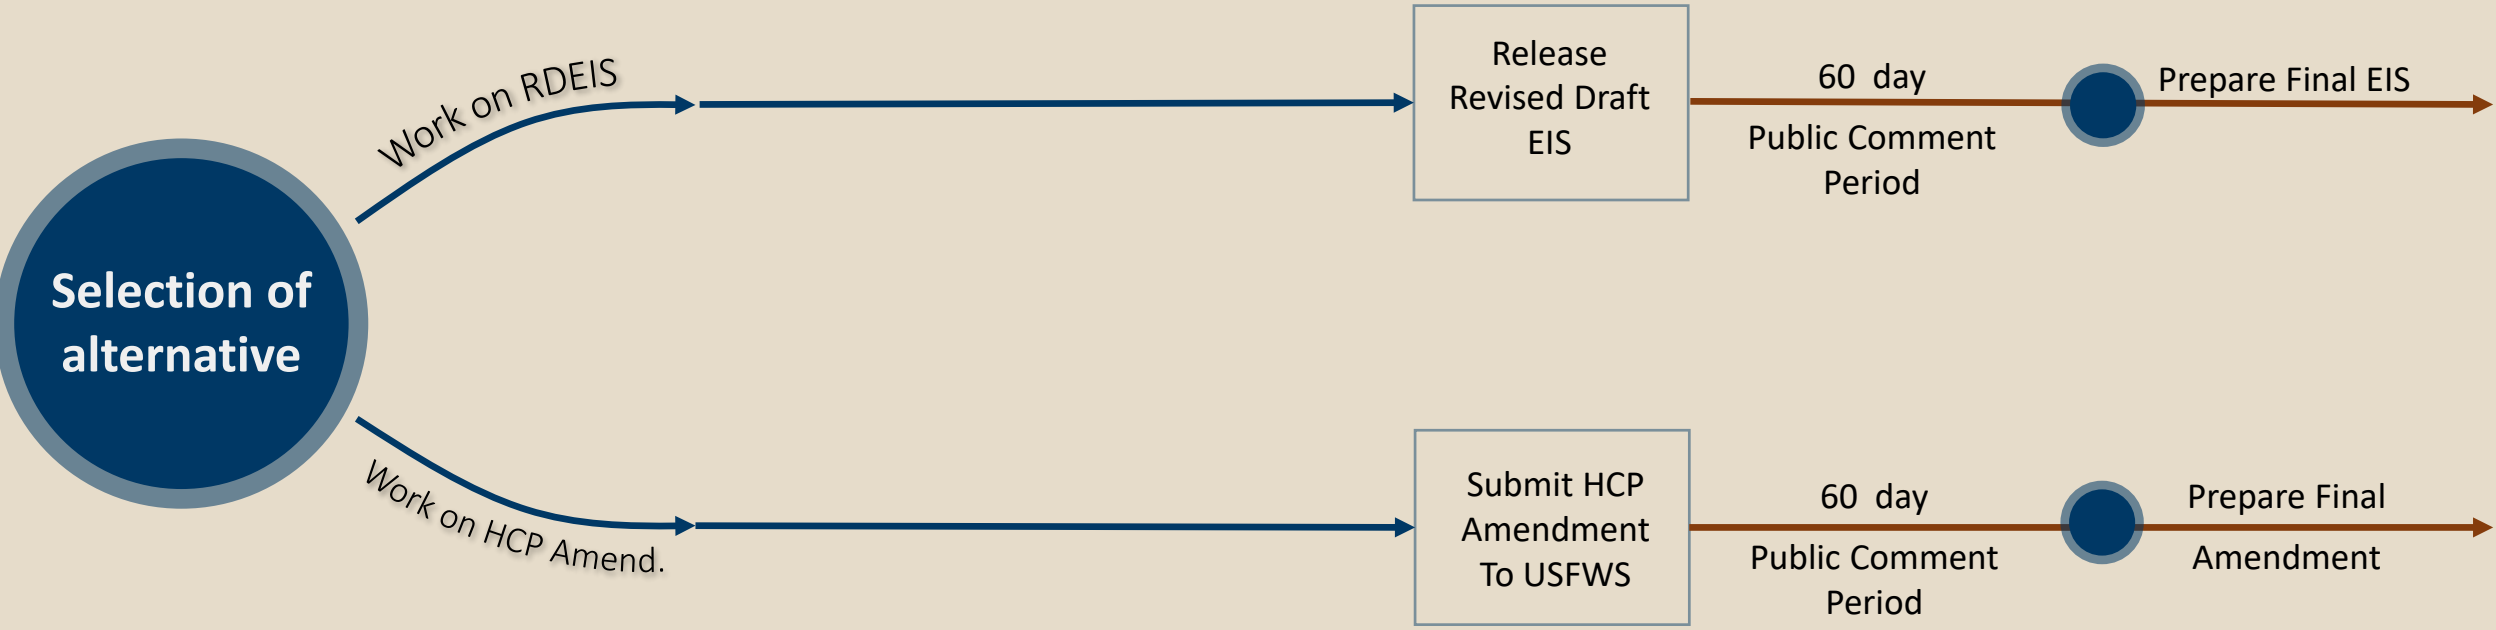 Selection of
alternative
Work on RDEIS
Release
Revised Draft
EIS
60 day
Public Comment
Period
Prepare Final EIS
Work on HCP Amend.
Submit HCP
Amendment
To USFWS
60 day
Public Comment
Period
Prepare Final
Amendment